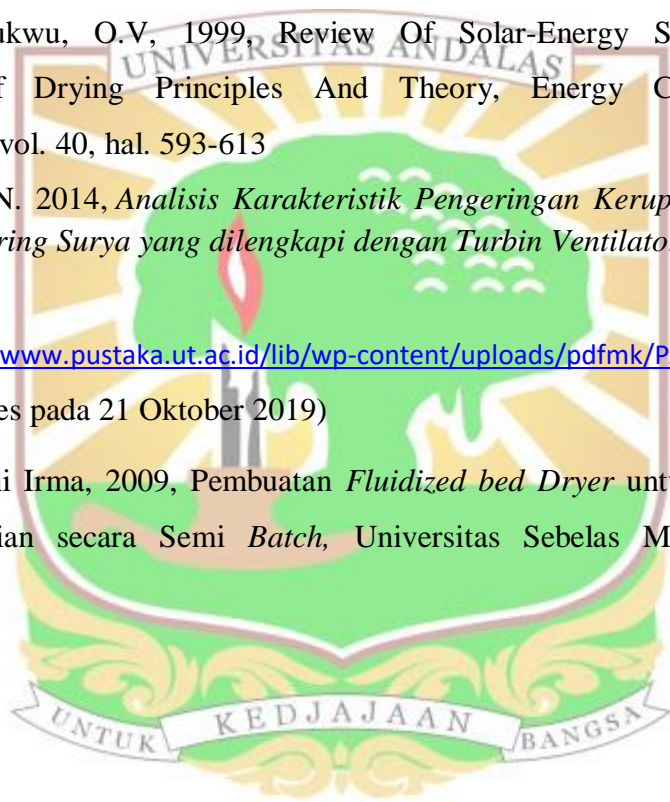 ukwu, O.V, 1999, Review Of Solar-Energy S
UNIVERSITAS ANDALAS
f Drying Principles And Theory, Energy C
vol. 40, hal. 593-613
N. 2014, Analisis Karakteristik Pengeringan Kerup
ring Surya yang dilengkapi dengan Turbin Ventilato
www.pustaka.ut.ac.id/lib/wp-content/uploads/pdfmk/P
es pada 21 Oktober 2019)
i Irma, 2009, Pembuatan Fluidized bed Dryer unt
ian secara Semi Batch, Universitas Sebelas M
UNTUK KEDJAJAAN BANGSA